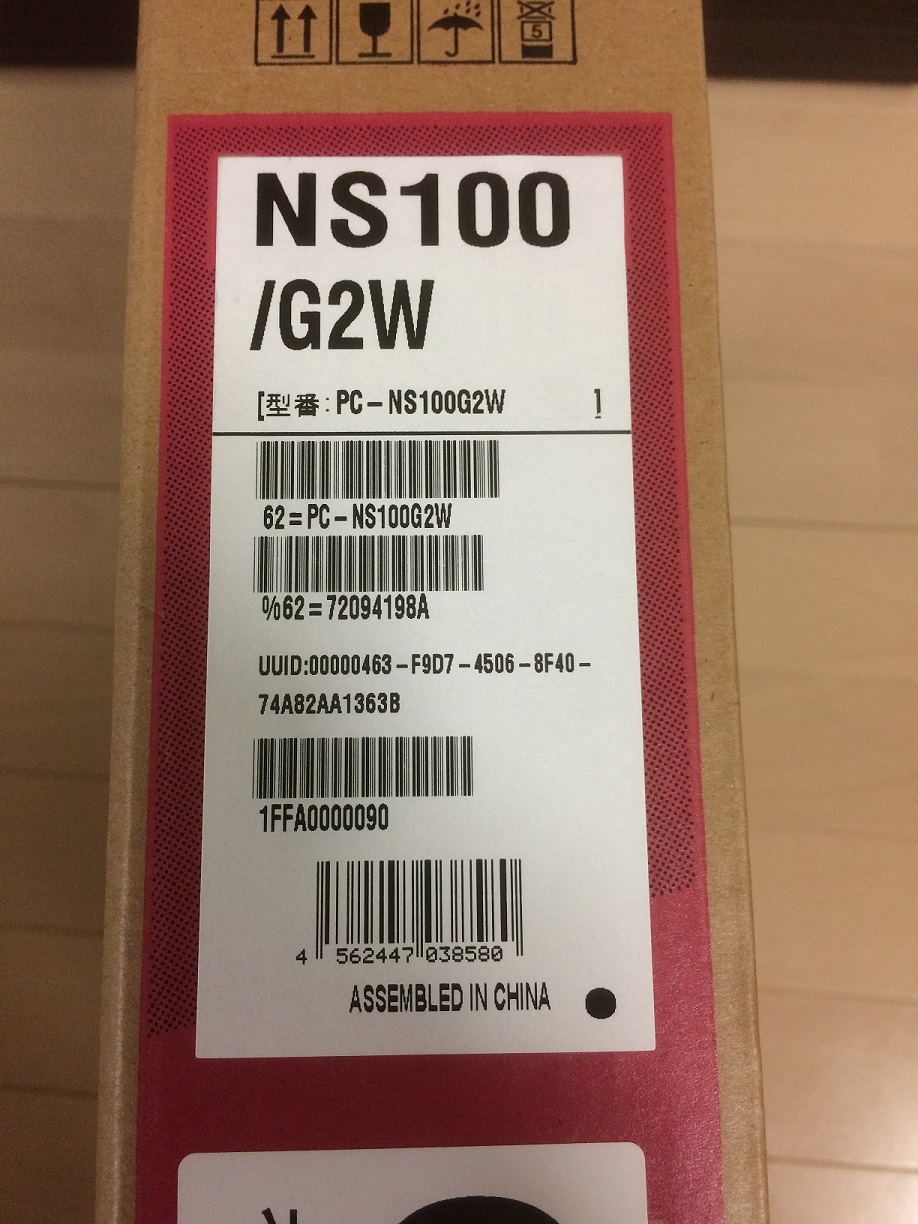 5
NS100
/G2W
[型番:PC-NS100G2W ]
62=PC-NS100G2W
%62=72094198A
UUID:00000463-F9D7-4506-8F40-
74A82AA1363B
1FFA0000090
4 562447 038580
ASSEMBLED IN CHINA